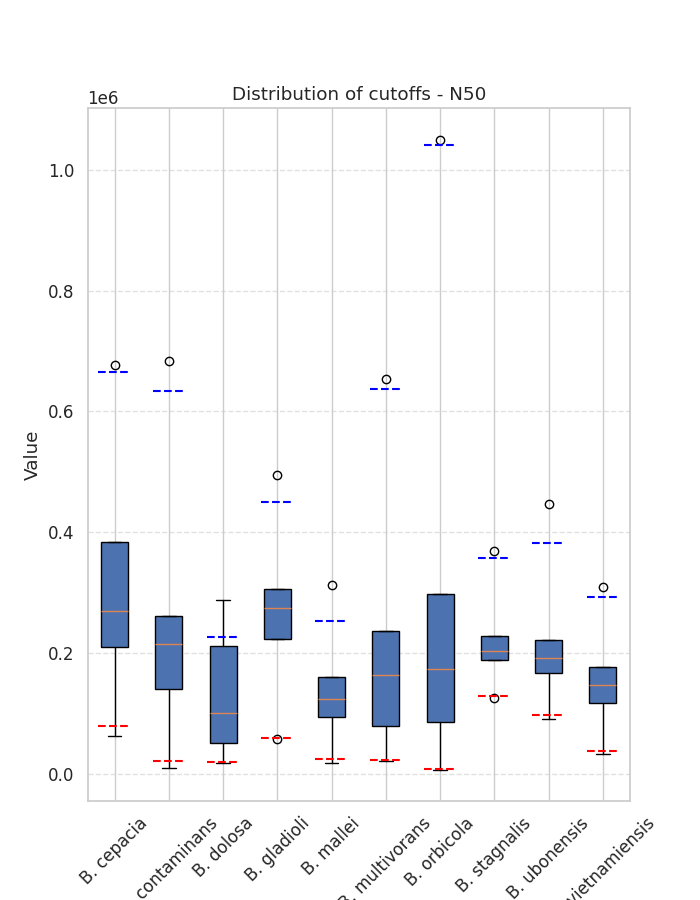 Distribution of cutoffs - N50
1e6
1.0
0.8
0.6
0.4
0.2
0.0
Value
B. cepacia
contaminans
B. dolosa
B. gladioli
B. mallei
B. multivorans
B. orbicola
B. stagnalis
B. ubonensis
vietnamiensis